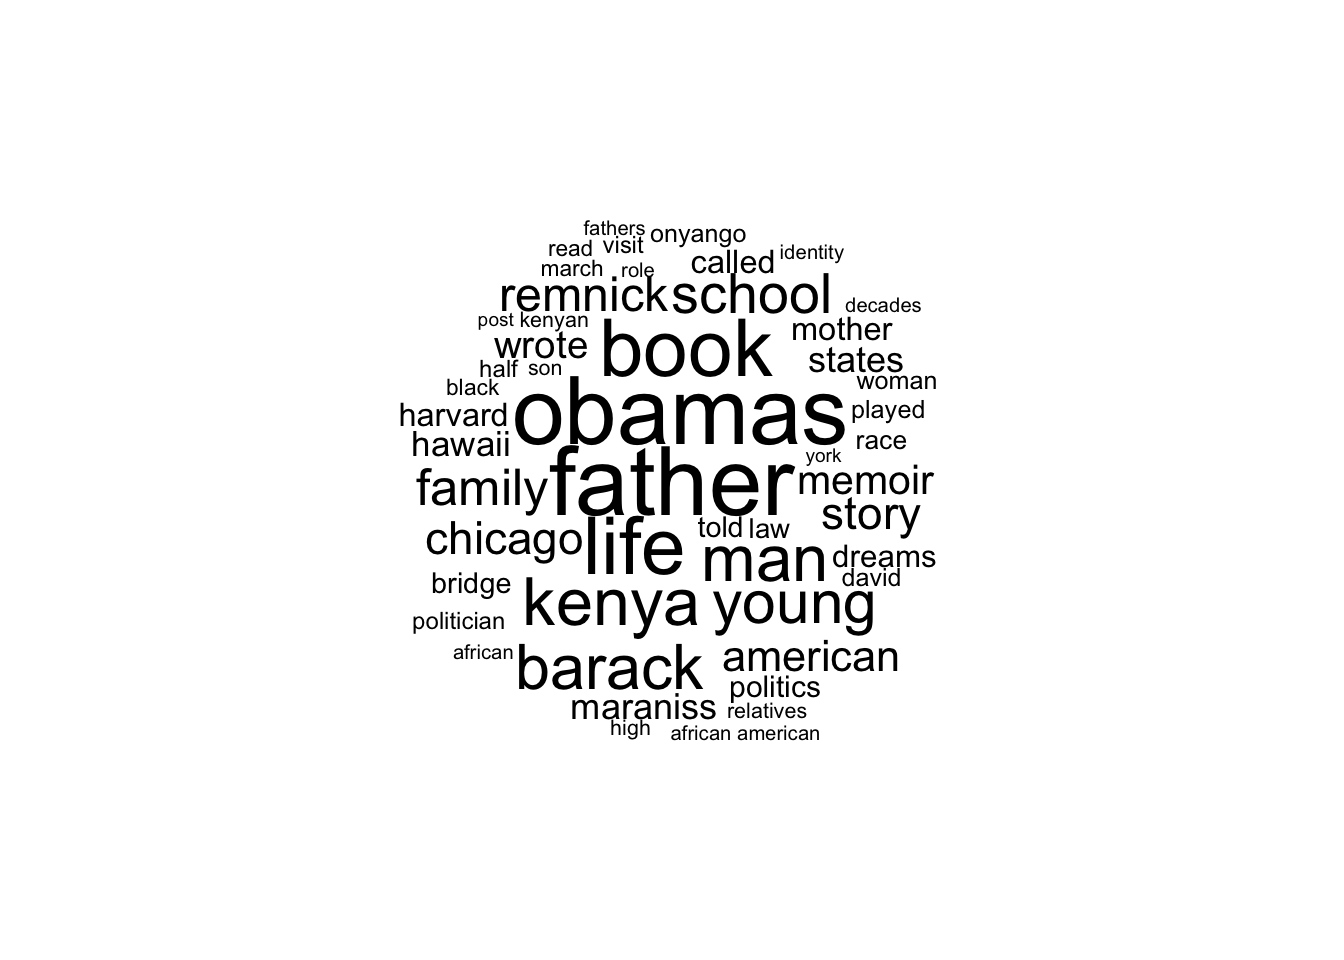 fathers
read visit onyango
called identity
march role
remnick school
decades
post kenyan
mother
wrote book
states
half son
woman
black
obamas
played
harvard
hawaii
race
york
father
family
memoir
story
told law
chicago life
man dreams
david
bridge
kenya young
politician
african
barack
american
politics
maraniss relatives
high african american